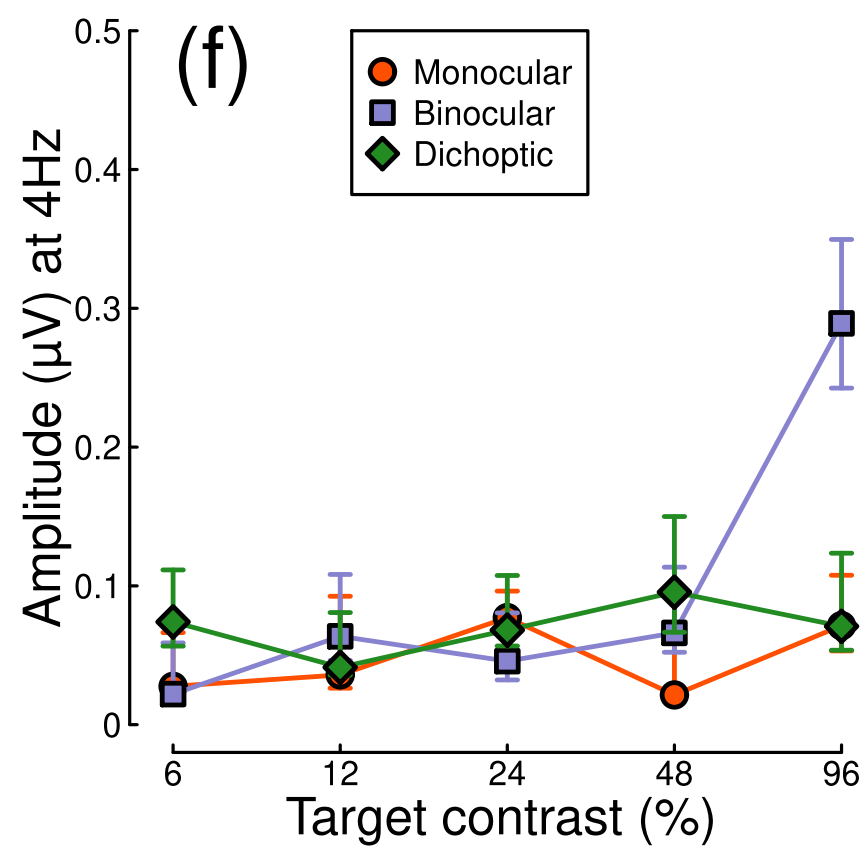 (f)
Monocular
Binocular
Dichoptic
Amplitude (µV) at 4Hz
0.5
0.4
0.3
0.2
0.1
0
6 12 24 48 96
Target contrast (%)